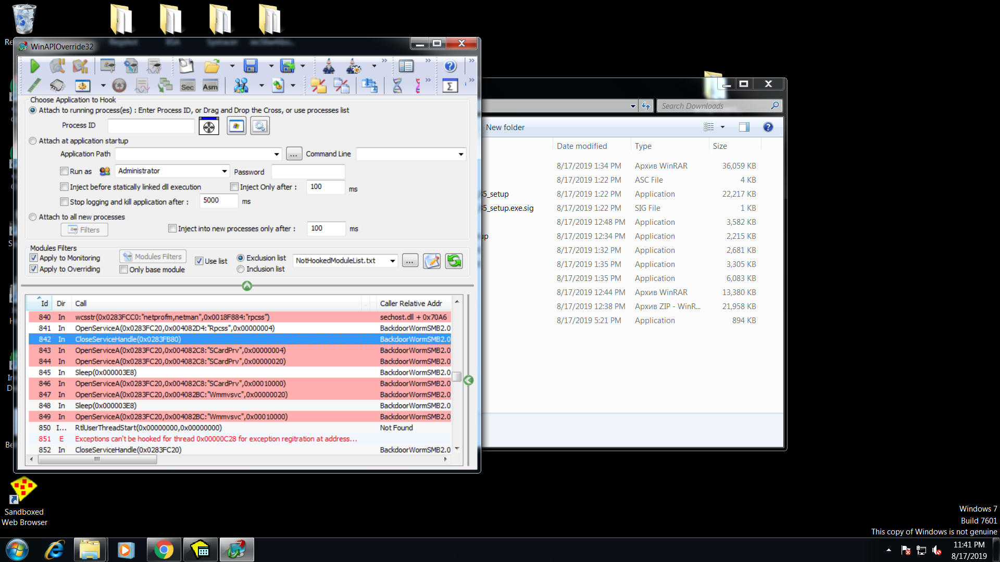 WinAPIOverride32
Sec
Asm
Choose Application to Hook
Attach to running process(es) : Enter Process ID, or Drag and Drop the Cross, or use processes list
Process ID
Attach at application startup
Application Path
...
Command Line
Run as
Administrator
Password
Inject before statically linked dll execution
Inject Only after :
100
ms
Stop logging and kill application after :
5000
ms
Attach to all new processes
Filters
Inject into new processes only after :
100
ms
Modules Filters
Apply to Monitoring
Modules Filters
Use list
Exclusion list
NotHookedModuleList.txt
...
Apply to Overriding
Only base module
Inclusion list
Id Dir Call Caller Relative Addr
840 In wcsstr(0x0283FCC0:"netprofm,netman",0x0018F884:"rpcss") sechost.dll + 0x70A6
841 In OpenServiceA(0x0283FC20,0x004082D4:"Rpcss",0x00000004) BackdoorWormSMB2.0
842 In CloseServiceHandle(0x0283FB80) BackdoorWormSMB2.0
843 In OpenServiceA(0x0283FC20,0x004082C8:"SCardPrv",0x00000004) BackdoorWormSMB2.0
844 In OpenServiceA(0x0283FC20,0x004082C8:"SCardPrv",0x00000020) BackdoorWormSMB2.0
845 In Sleep(0x000003E8) BackdoorWormSMB2.0
846 In OpenServiceA(0x0283FC20,0x004082C8:"SCardPrv",0x00010000) BackdoorWormSMB2.0
847 In OpenServiceA(0x0283FC20,0x004082BC:"Wmmvsvc",0x00000020) BackdoorWormSMB2.0
848 In Sleep(0x000003E8) BackdoorWormSMB2.0
849 In OpenServiceA(0x0283FC20,0x004082BC:"Wmmvsvc",0x00010000) BackdoorWormSMB2.0
850 I... RtlUserThreadStart(0x00000000,0x00000000) Not Found
851 E Exceptions can't be hooked for thread 0x00000C28 for exception regitration at address...
852 In CloseServiceHandle(0x0283FC20) BackdoorWormSMB2.0
Search Downloads
New folder
Date modified Type Size
8/17/2019 1:34 PM Архив WinRAR 36,059 KB
8/17/2019 1:22 PM ASC File 4 KB
35_setup 8/17/2019 1:22 PM Application 22,217 KB
35_setup.exe.sig 8/17/2019 1:22 PM SIG File 1 KB
8/17/2019 12:48 PM Application 3,582 KB
up 8/17/2019 12:34 PM Application 2,215 KB
8/17/2019 1:32 PM Application 2,681 KB
8/17/2019 1:35 PM Application 3,305 KB
8/17/2019 1:35 PM Application 6,083 KB
8/17/2019 12:44 PM Архив WinRAR 13,380 KB
8/17/2019 12:38 PM Архив ZIP - WinR... 21,958 KB
8/17/2019 5:21 PM Application 894 KB
Sandboxed
Web Browser
Windows 7
Build 7601
This copy of Windows is not genuine
11:41 PM
8/17/2019